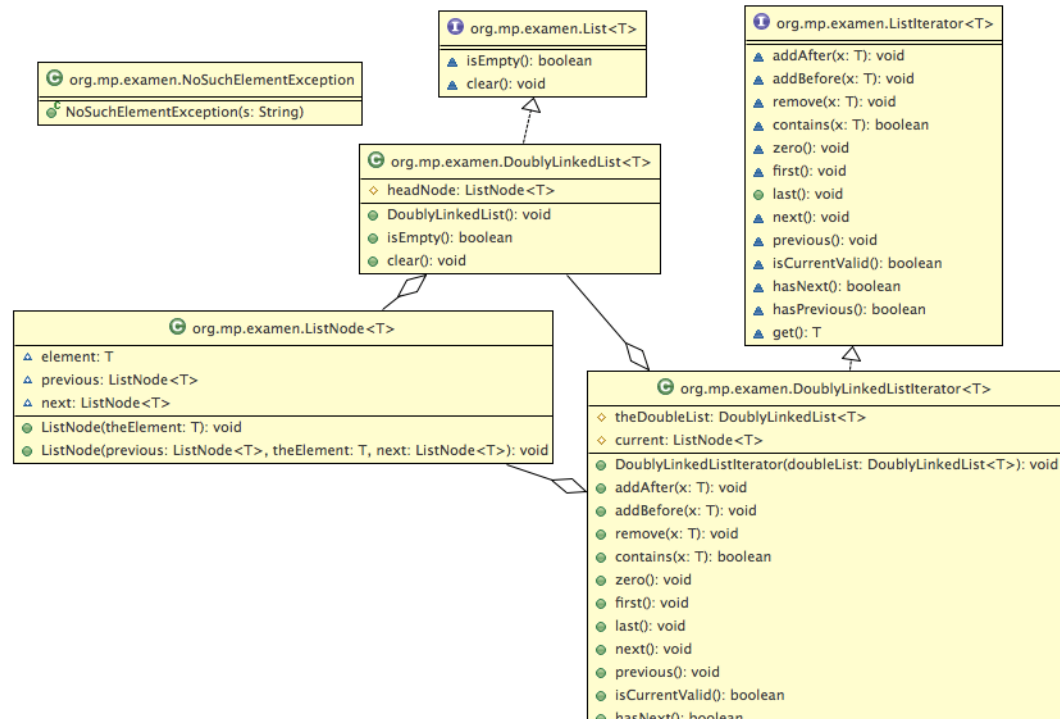 org.mp.examen.NoSuchElementException
NoSuchElementException(s: String)
I org.mp.examen.List<T>
isEmpty(): boolean
clear(): void
I org.mp.examen.ListIterator<T>
addAfter(x: T): void
addBefore(x: T): void
remove(x: T): void
contains(x: T): boolean
zero(): void
first(): void
last(): void
next(): void
previous(): void
isCurrentValid(): boolean
hasNext(): boolean
hasPrevious(): boolean
get(): T
C org.mp.examen.DoublyLinkedList<T>
headNode: ListNode<T>
DoublyLinkedList(): void
isEmpty(): boolean
clear(): void
C org.mp.examen.ListNode<T>
element: T
previous: ListNode<T>
next: ListNode<T>
ListNode(theElement: T): void
ListNode(previous: ListNode<T>, theElement: T, next: ListNode<T>): void
C org.mp.examen.DoublyLinkedListIterator<T>
theDoubleList: DoublyLinkedList<T>
current: ListNode<T>
DoublyLinkedListIterator(doubleList: DoublyLinkedList<T>): void
addAfter(x: T): void
addBefore(x: T): void
remove(x: T): void
contains(x: T): boolean
zero(): void
first(): void
last(): void
next(): void
previous(): void
isCurrentValid(): boolean
hasNext(): boolean